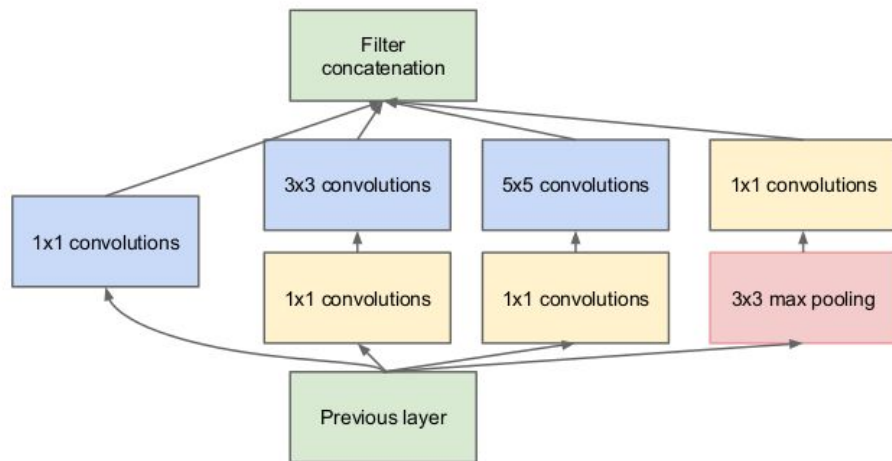 Filter
concatenation
3x3 convolutions
5x5 convolutions
1x1 convolutions
1x1 convolutions
1x1 convolutions
1x1 convolutions
3x3 max pooling
Previous layer